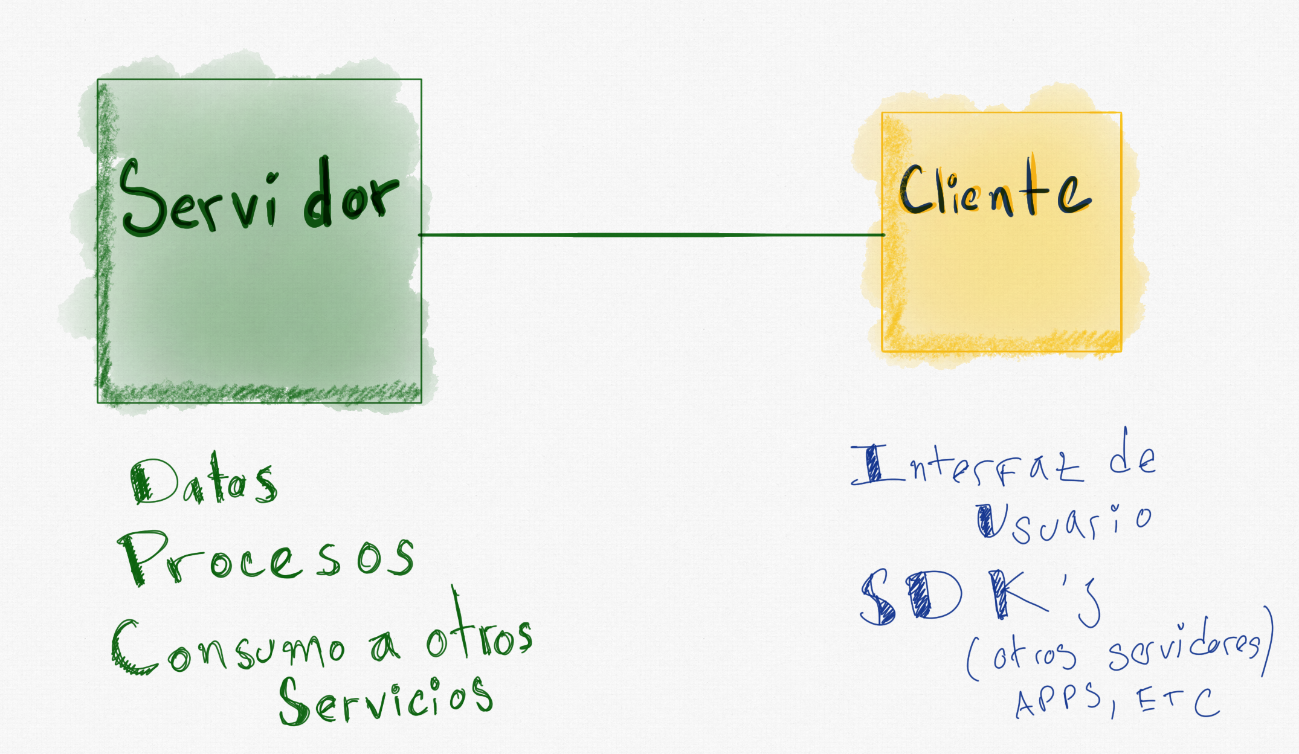 Servidor
Cliente
Datos
Procesos
Consumo a otros
Servicios
Interfaz de
Usuario
SDK's
(otros servidores)
APPS, ETC